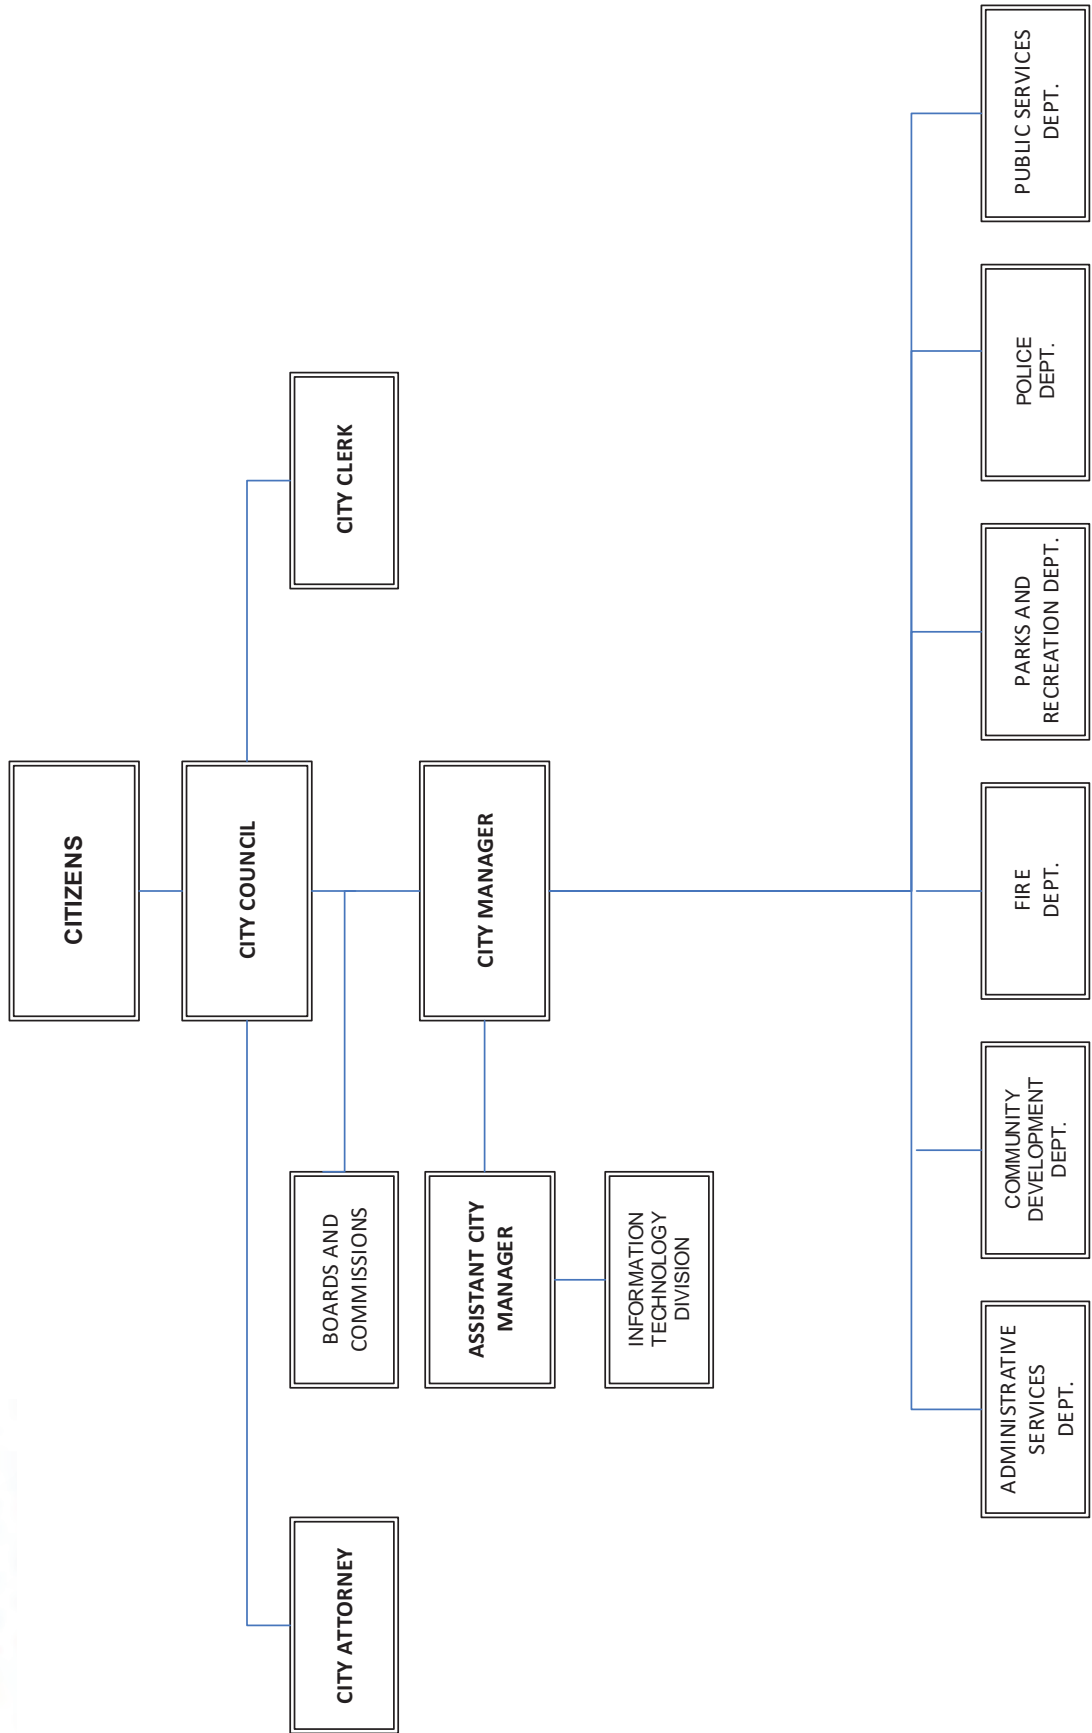 CITIZENS
CITY COUNCIL
CITY ATTORNEY
CITY CLERK
BOARDS AND
COMMISSIONS
CITY MANAGER
ASSISTANT CITY
MANAGER
INFORMATION
TECHNOLOGY
DIVISION
ADMINISTRATIVE
SERVICES
DEPT.
COMMUNITY
DEVELOPMENT
DEPT.
FIRE
DEPT.
PARKS AND
RECREATION DEPT.
POLICE
DEPT.
PUBLIC SERVICES
DEPT.